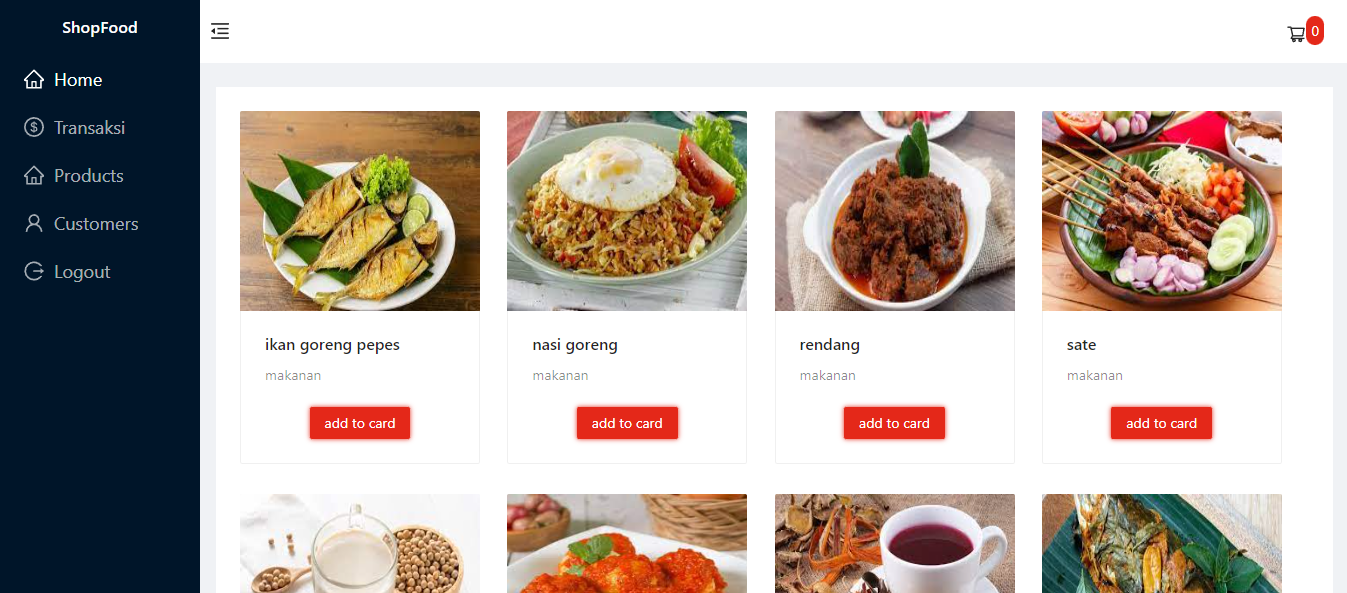 ShopFood
Home
Transaksi
Products
Customers
Logout
0
ikan goreng pepes
makanan
add to card
nasi goreng
makanan
add to card
rendang
makanan
add to card
sate
makanan
add to card